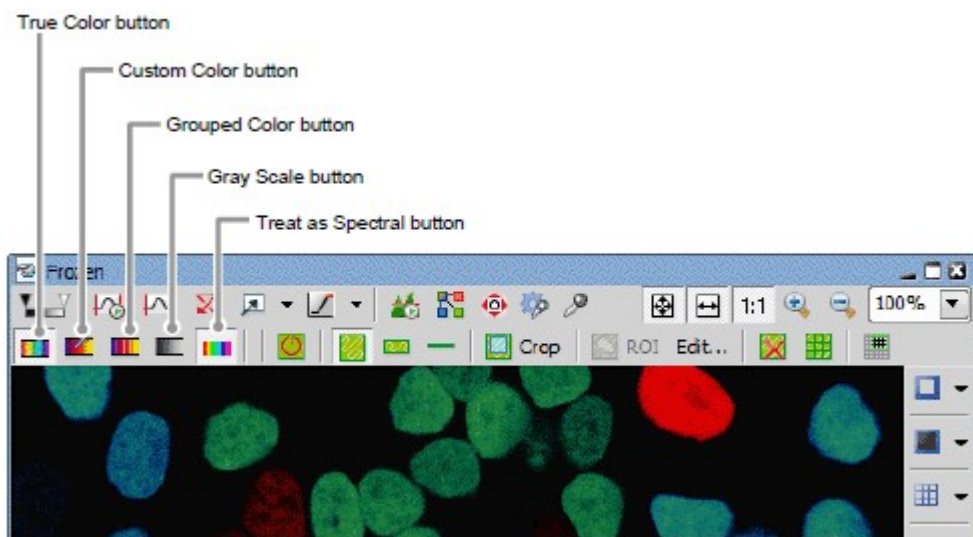 True Color button
Custom Color button
Grouped Color button
Gray Scale button
Treat as Spectral button
Frozen
1:1 100%
Crop ROI Edit...